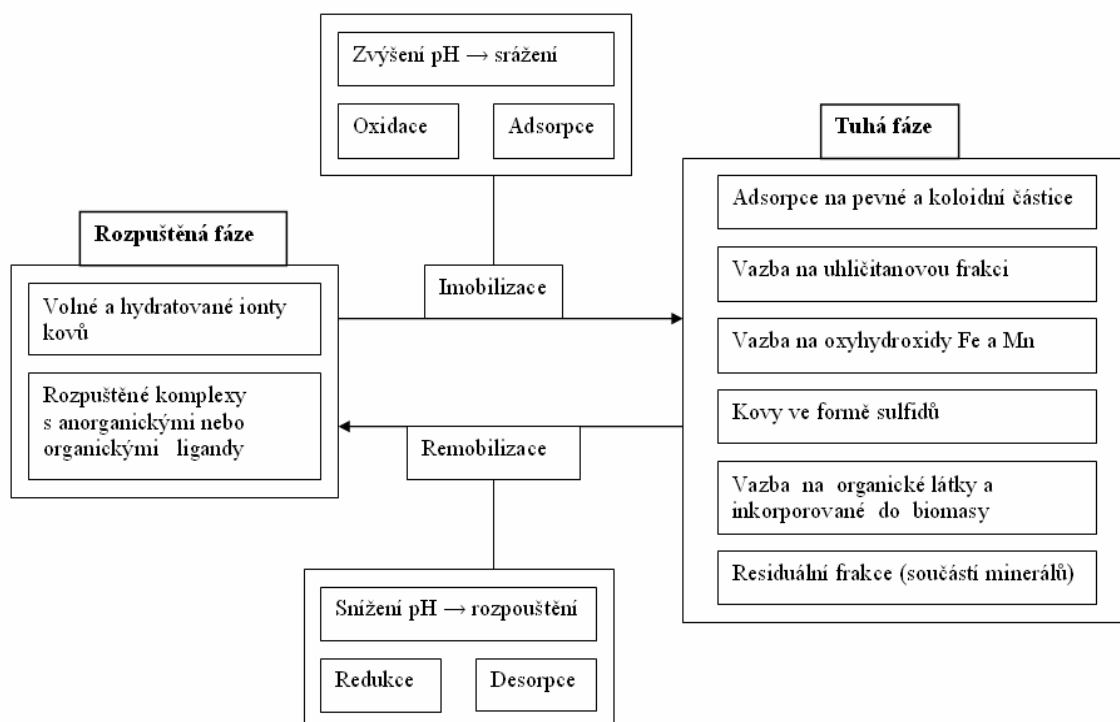 Zvýšení pH → srážení
Oxidace
Adsorpce
Rozpuštěná fáze
Volné a hydratované ionty
kovů
Rozpuštěné komplexy
s anorganickými nebo
organickými ligandy
Imobilizace
Remobilizace
Tuhá fáze
Adsorpce na pevné a koloidní částice
Vazba na uhličitanovou frakci
Vazba na oxyhydroxidy Fe a Mn
Kovy ve formě sulfidů
Vazba na organické látky a
inkorporované do biomasy
Residuální frakce (součástí minerálů)
Snížení pH → rozpouštění
Redukce
Desorpce